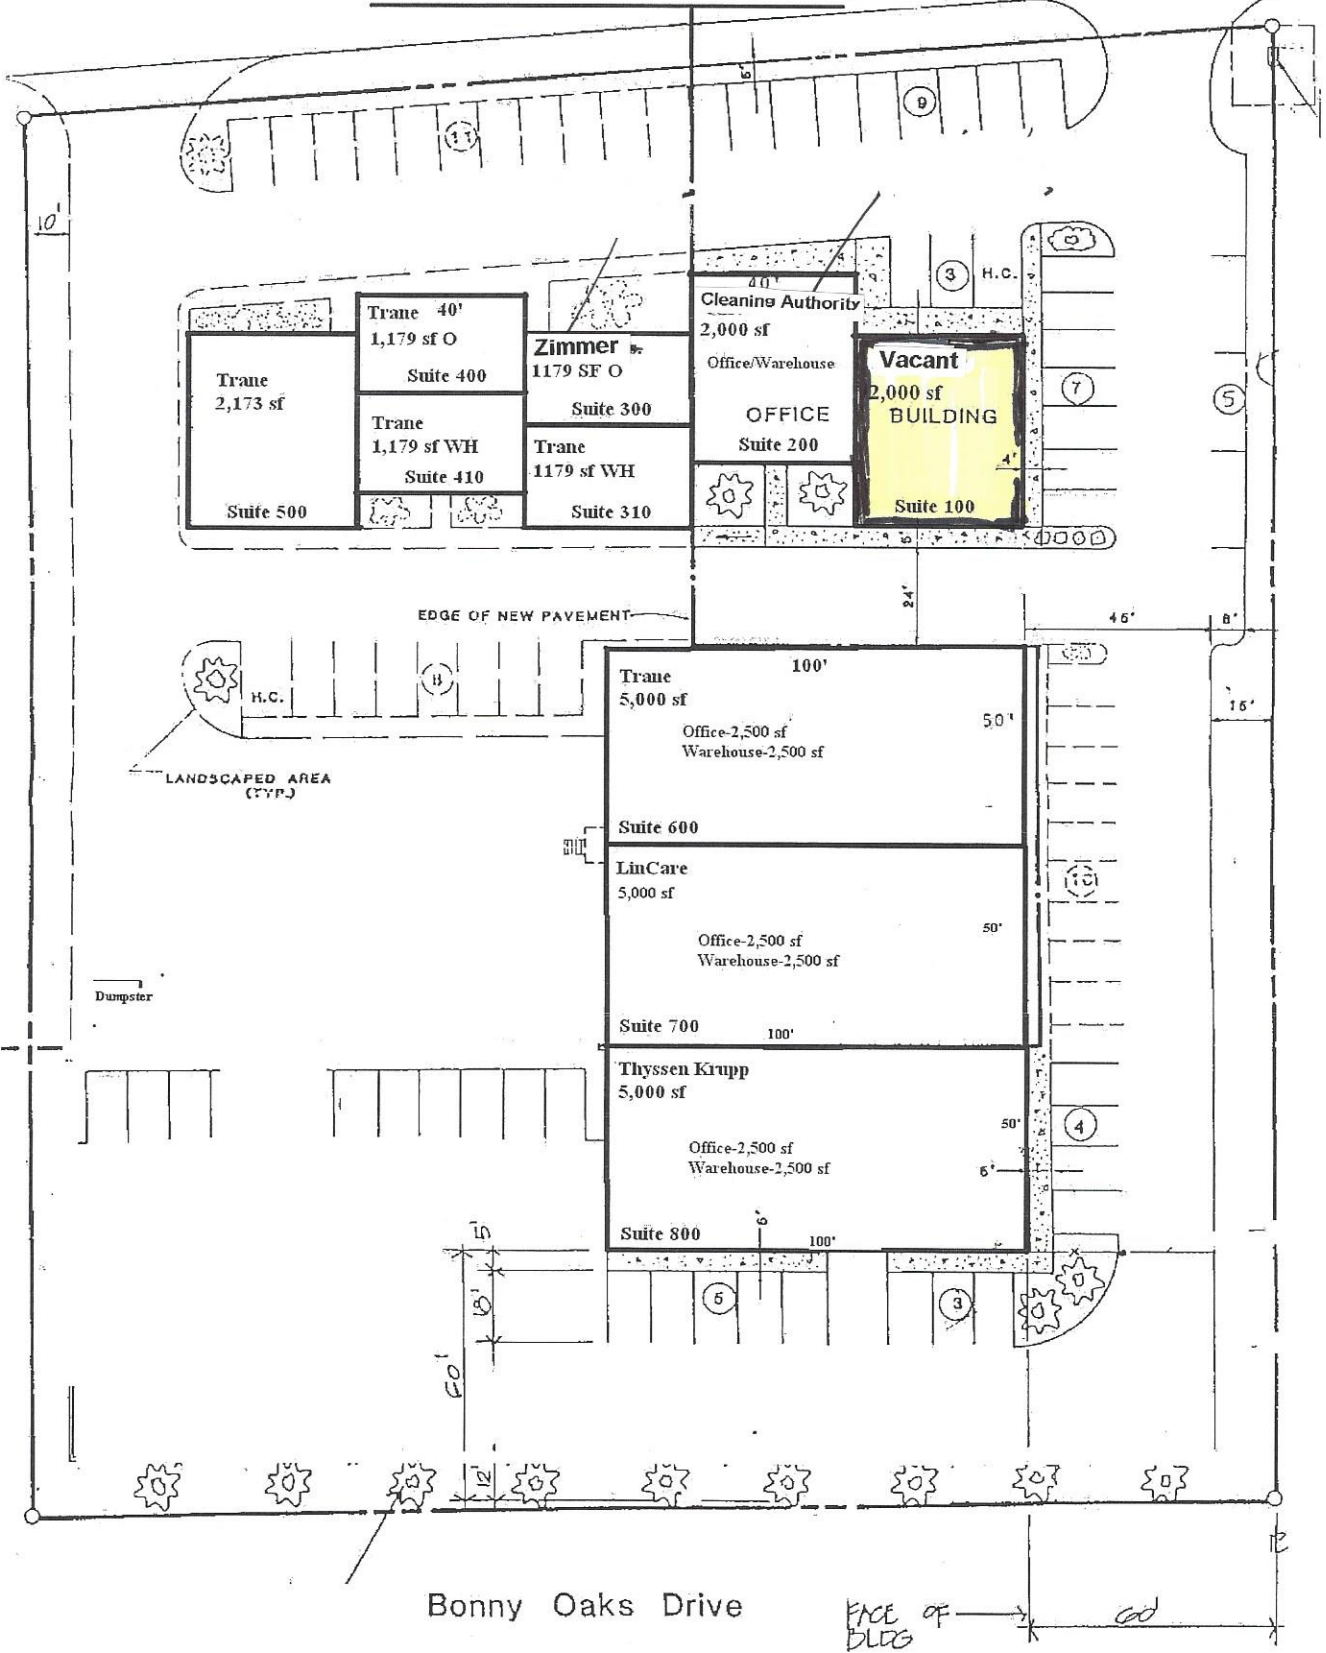 5'
9
11
10'
3
H.C.
40'
Cleaning Authority
2,000 sf
Office/Warehouse
OFFICE
Suite 200
Trane 40'
1,179 sf O
Suite 400
Zimmer
1179 SF O
Suite 300
Vacant
2,000 sf
BUILDING
4'
Suite 100
Trane
2,173 sf
Suite 500
Trane
1,179 sf WH
Suite 410
Trane
1179 sf WH
Suite 310
7
5
5'
24'
EDGE OF NEW PAVEMENT
45'
8'
15'
H.C.
8
LANDSCAPED AREA
(TYP.)
Trane
100'
5,000 sf
50'
Office-2,500 sf
Warehouse-2,500 sf
Suite 600
LinCare
5,000 sf
50'
Office-2,500 sf
Warehouse-2,500 sf
Suite 700
100'
10
Dumpster
Thyssen Krupp
5,000 sf
50'
Office-2,500 sf
Warehouse-2,500 sf
4
Suite 800
100'
6'
5'
18'
60'
12'
5
3
Bonny Oaks Drive
FACE OF
BLDG
60'